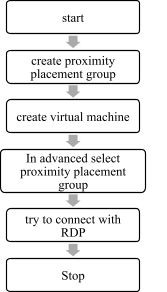 start
create proximity
placement group
create virtual machine
In advanced select
proximity placement
group
try to connect with
RDP
Stop